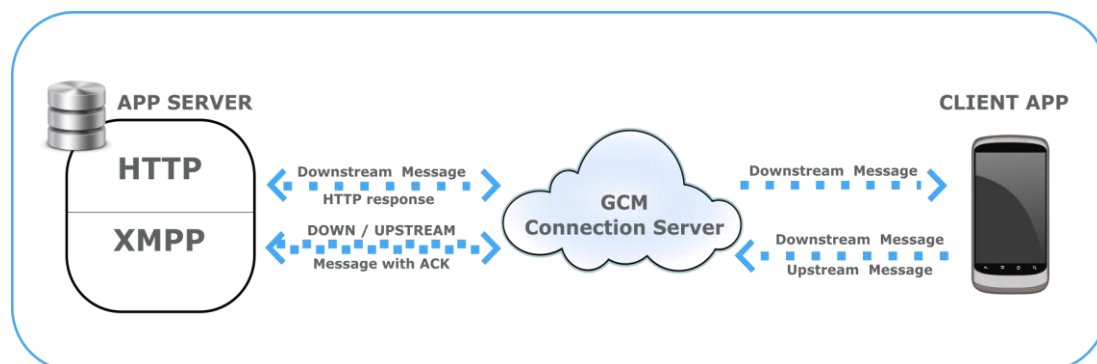 APP SERVER
HTTP
XMPP
Downstream Message
HTTP response
DOWN / UPSTREAM
Message with ACK
GCM
Connection Server
Downstream Message
Downstream Message
Upstream Message
CLIENT APP